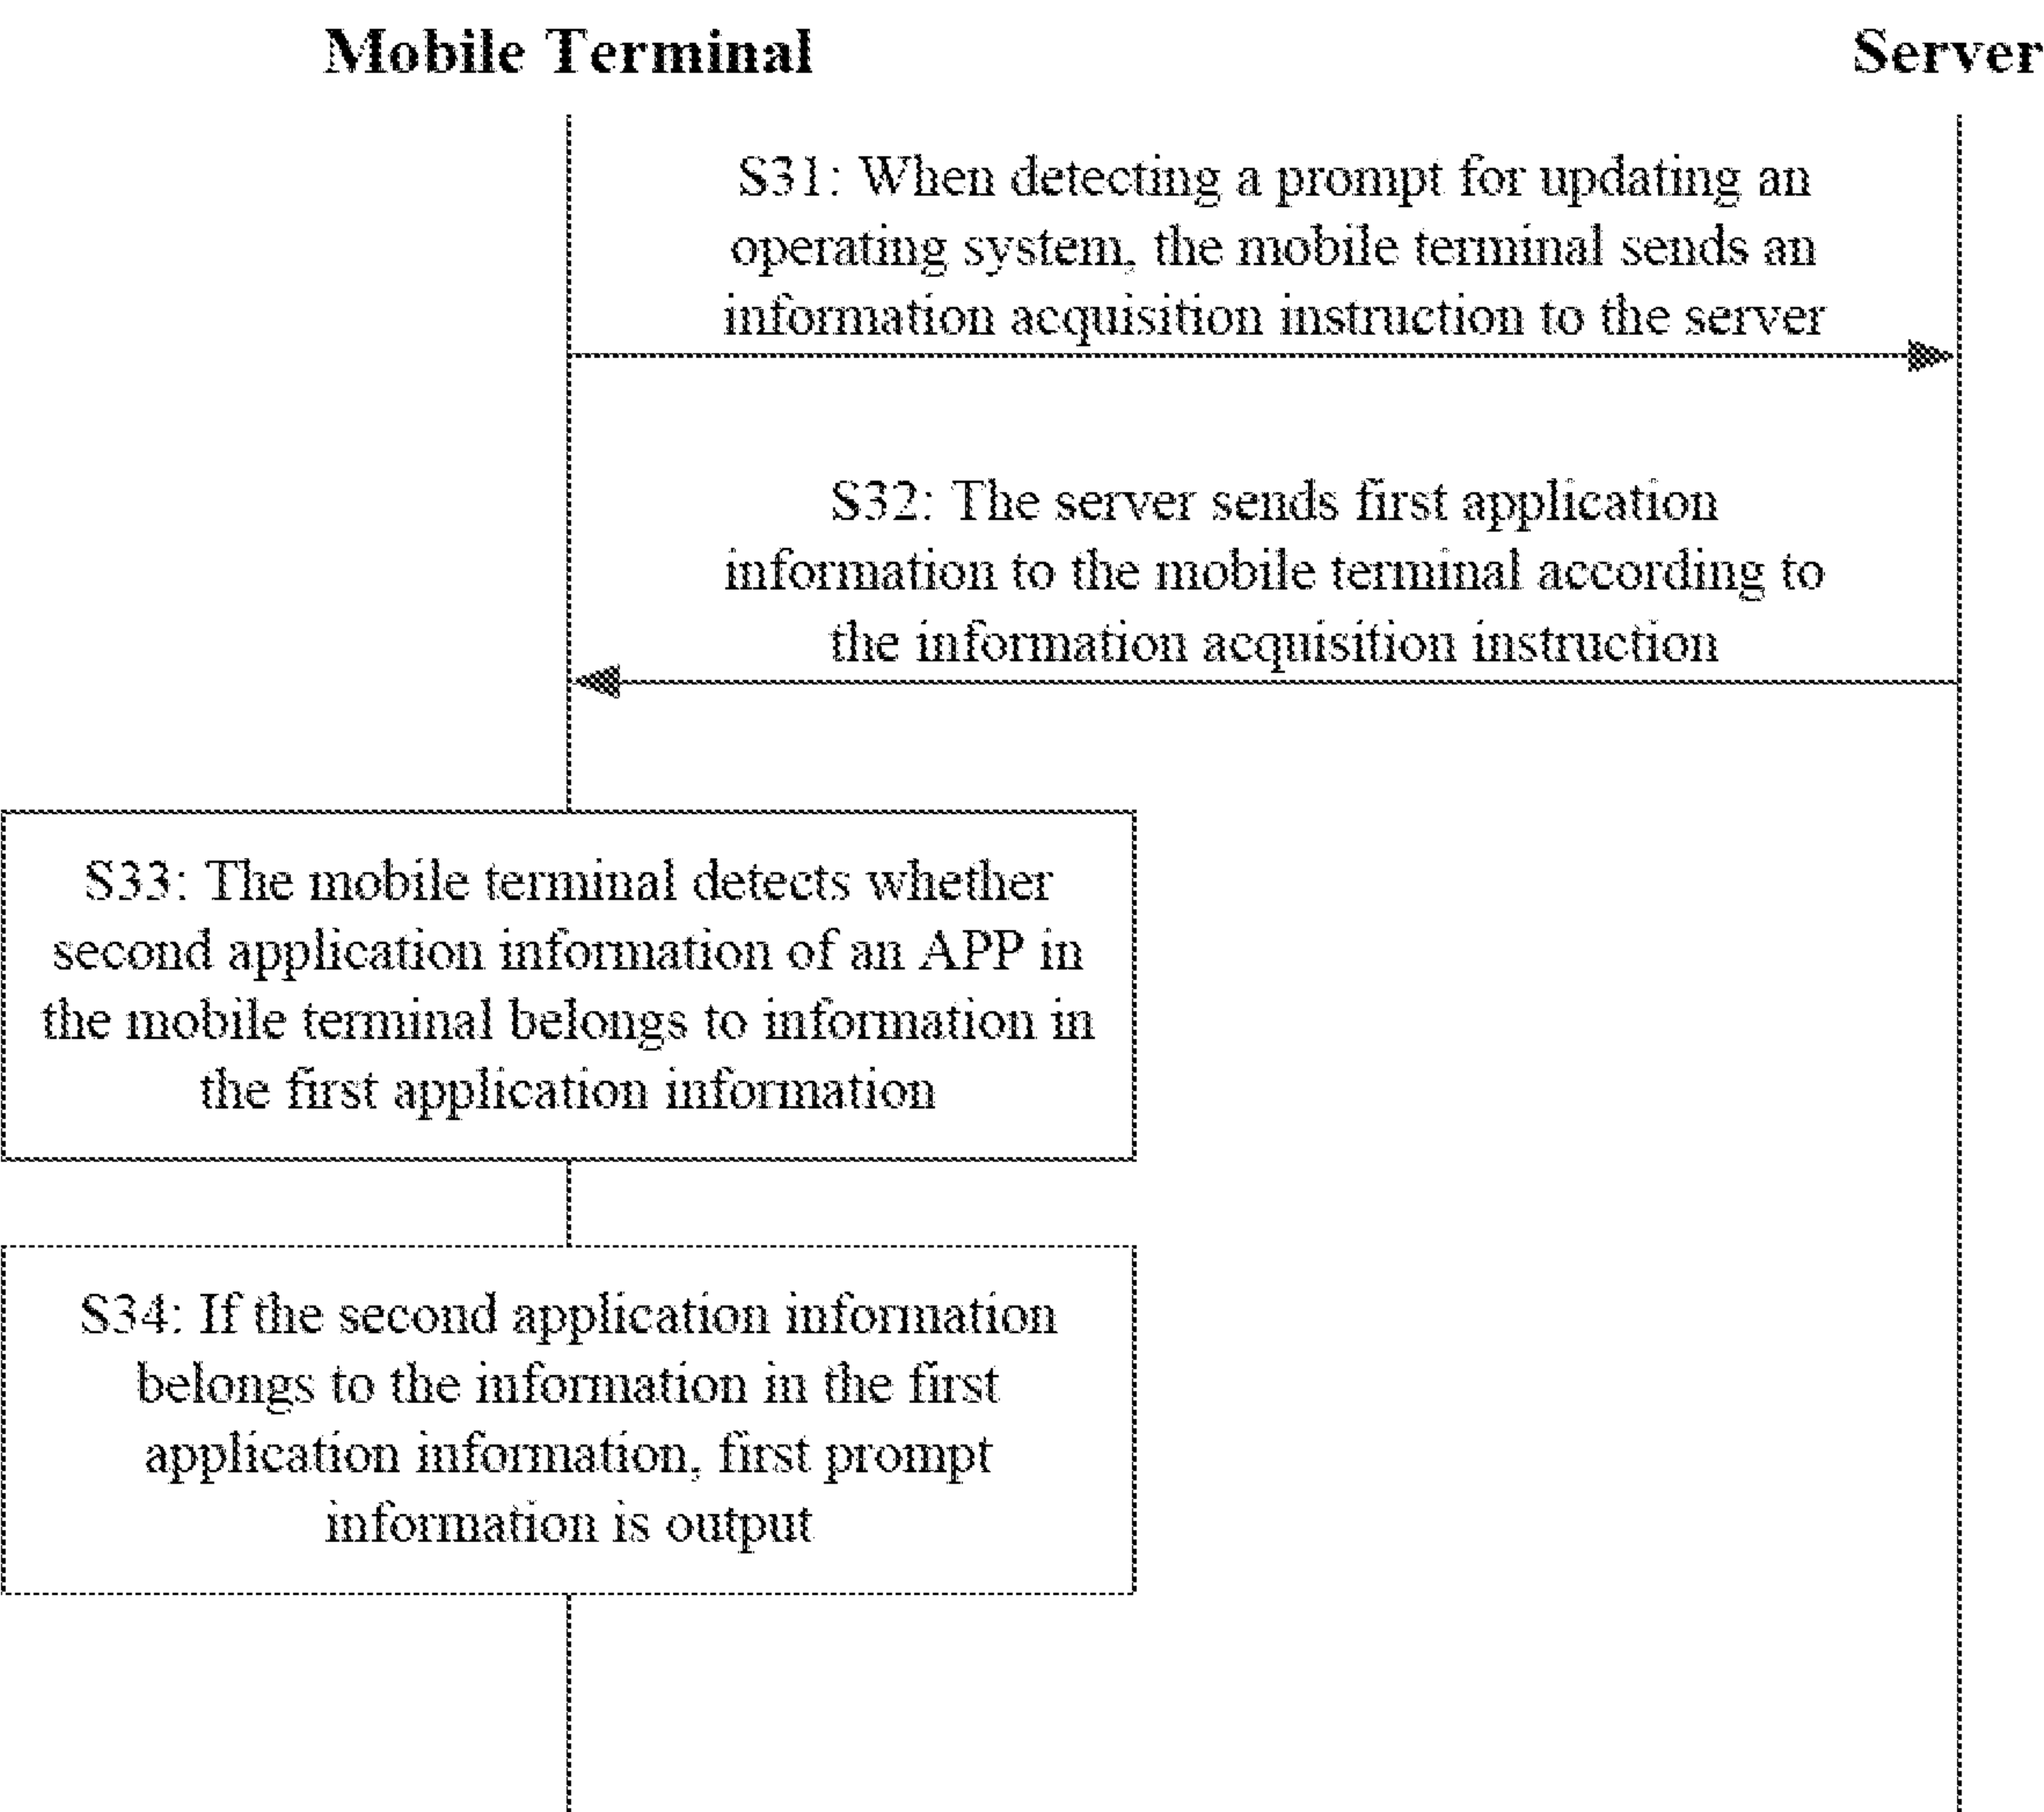 Mobile Terminal
Server
S31: When detecting a prompt for updating an
operating system, the mobile terminal sends an
information acquisition instruction to the server
S32: The server sends first application
information to the mobile terminal according to
the information acquisition instruction
S33: The mobile terminal detects whether
second application information of an APP in
the mobile terminal belongs to information in
the first application information
S34: If the second application information
belongs to the information in the first
application information, first prompt
information is output